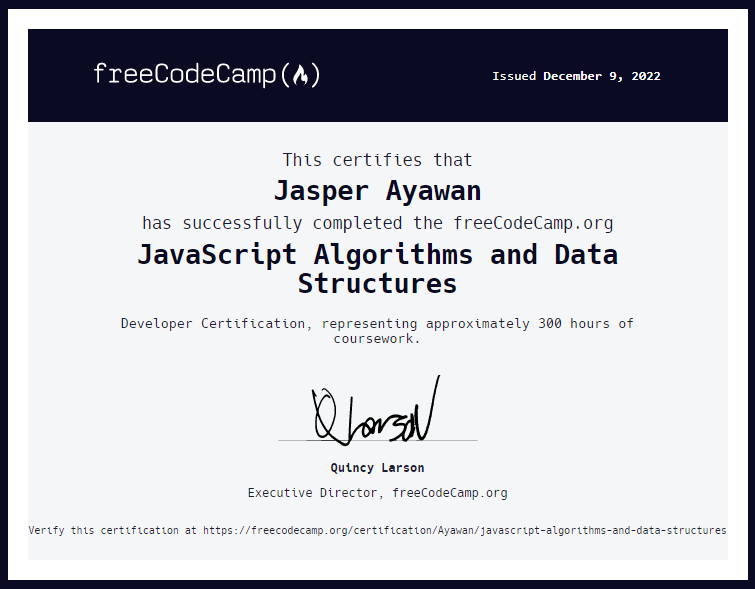 freeCodeCamp(🔥)
Issued December 9, 2022
This certifies that
Jasper Ayawan
has successfully completed the freeCodeCamp.org
JavaScript Algorithms and Data
Structures
Developer Certification, representing approximately 300 hours of
coursework.
Q Larson
Quincy Larson
Executive Director, freeCodeCamp.org
Verify this certification at https://freecodecamp.org/certification/Ayawan/javascript-algorithms-and-data-structures